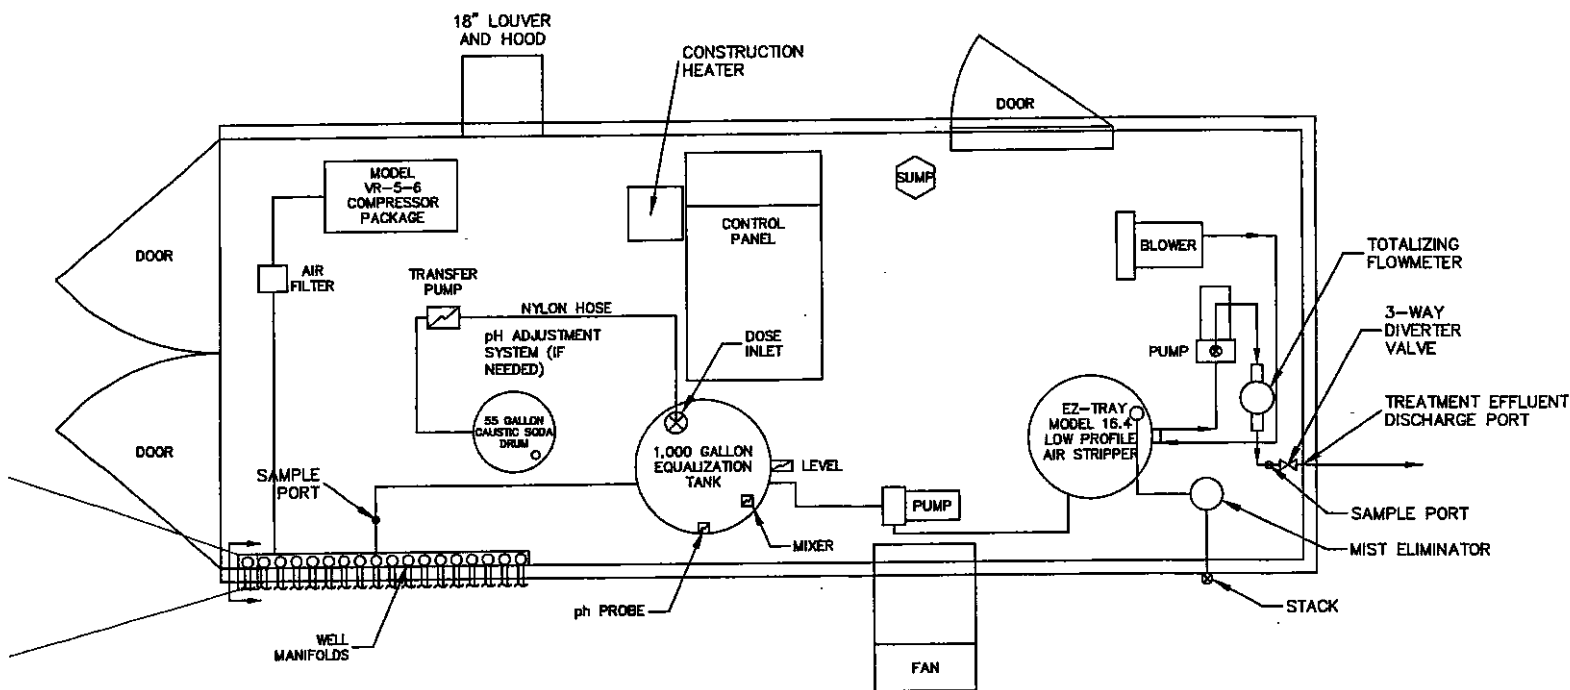 18" LOUVER
AND HOOD
CONSTRUCTION
HEATER
DOOR
MODEL
VR-5-6
COMPRESSOR
PACKAGE
SUMP
CONTROL
PANEL
BLOWER
DOOR
AIR
FILTER
TRANSFER
PUMP
NYLON HOSE
pH ADJUSTMENT
SYSTEM (IF
NEEDED)
DOSE
INLET
TOTALIZING
FLOWMETER
3-WAY
DIVERTER
VALVE
PUMP
TREATMENT EFFLUENT
DISCHARGE PORT
55 GALLON
CAUSTIC SODA
DRUM
EZ-TRAY
MODEL 16.4
LOW PROFILE
AIR STRIPPER
DOOR
1,000 GALLON
EQUALIZATION
TANK
LEVEL
SAMPLE
PORT
PUMP
SAMPLE PORT
MIXER
MIST ELIMINATOR
ph PROBE
STACK
WELL
MANIFOLDS
FAN